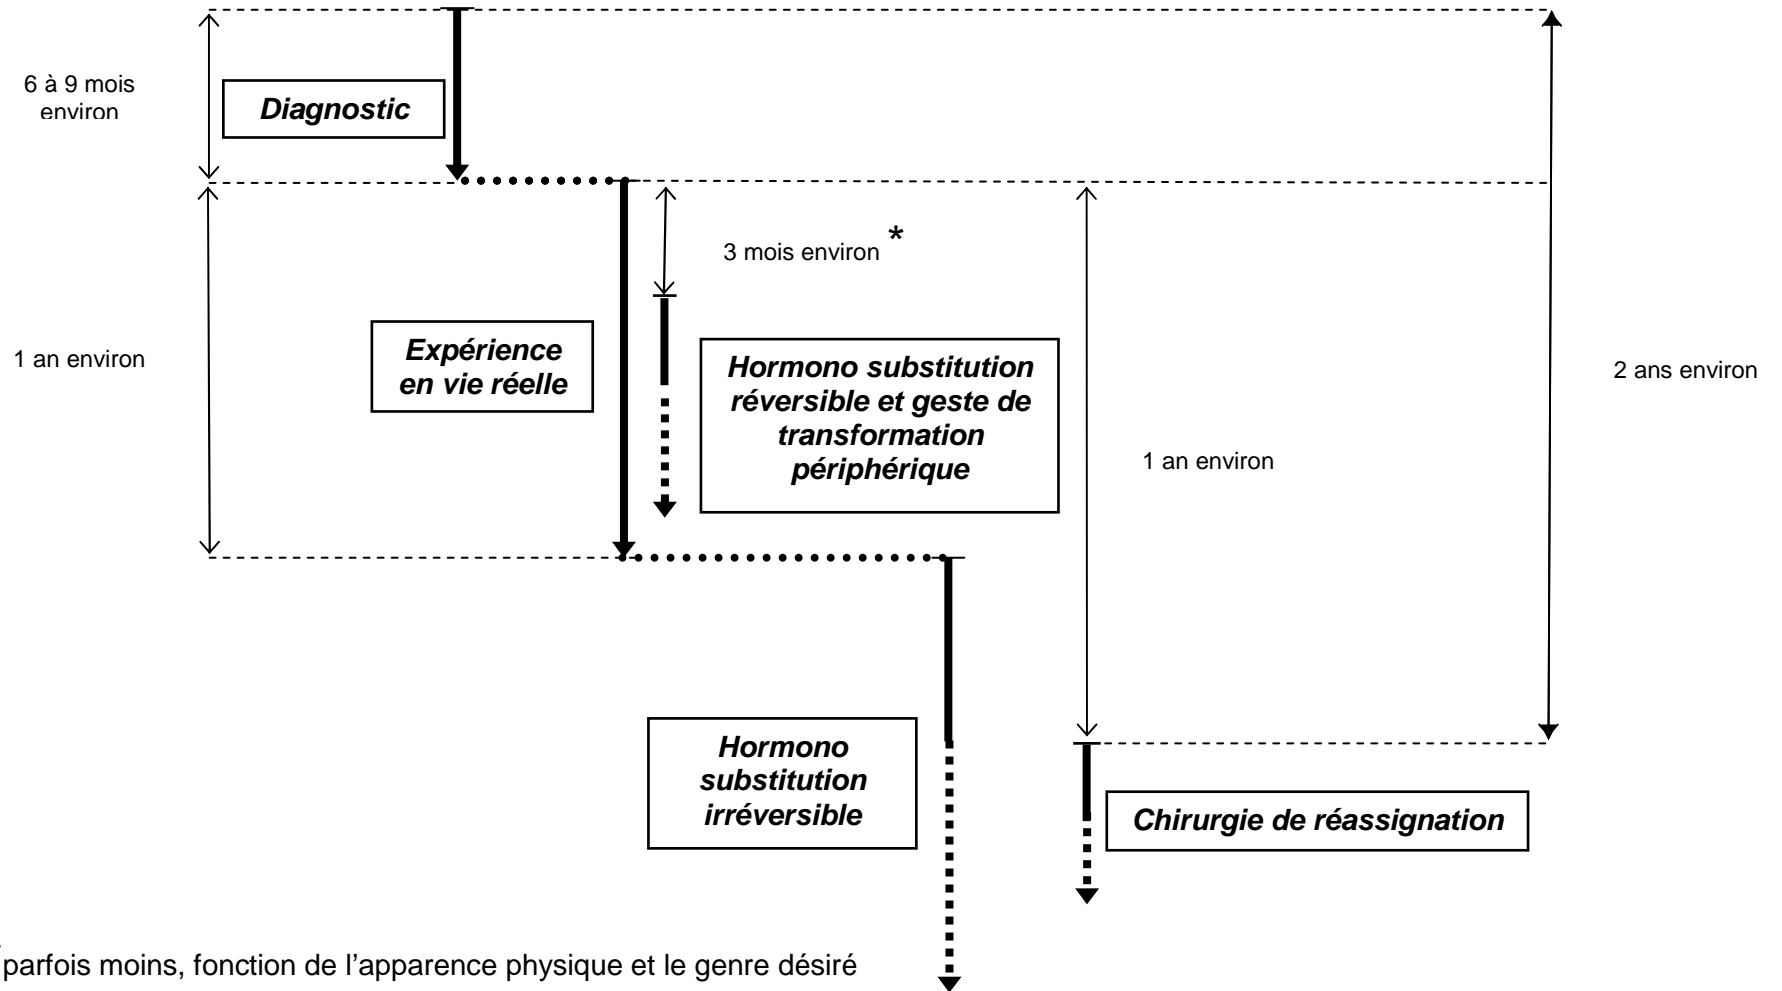 6 à 9 mois
environ
Diagnostic
3 mois environ *
1 an environ
Expérience
en vie réelle
Hormono substitution
réversible et geste de
transformation
périphérique
2 ans environ
1 an environ
Hormono
substitution
irréversible
Chirurgie de réassignation
parfois moins, fonction de l’apparence physique et le genre désiré